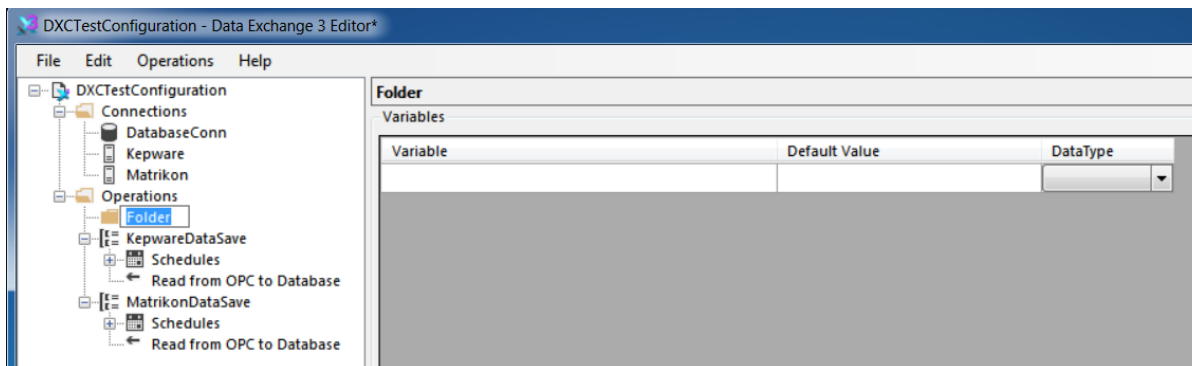 DXCTestConfiguration - Data Exchange 3 Editor*
File Edit Operations Help
DXCTestConfiguration
Connections
DatabaseConn
Kepware
Matrikon
Operations
Folder
KepwareDataSave
Schedules
Read from OPC to Database
MatrikonDataSave
Schedules
Read from OPC to Database
Folder
Variables
Variable Default Value DataType